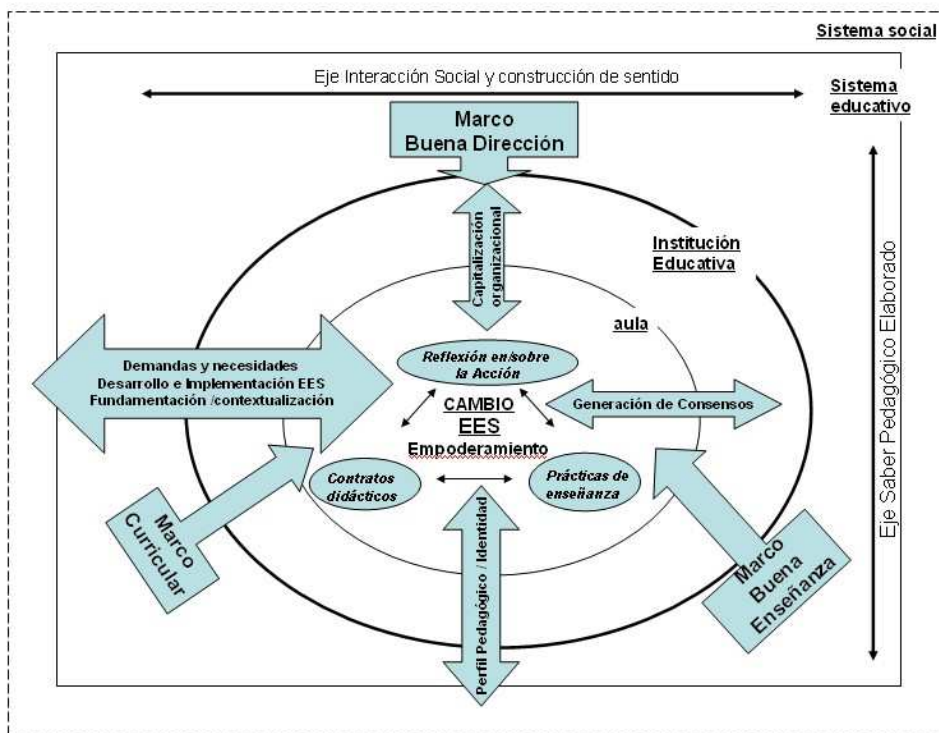 Sistema social
Eje Interacción Social y construcción de sentido
Sistema
educativo
Marco
Buena Dirección
Institución
Educativa
Capitalización
organizacional
aula
Eje Saber Pedagógico Elaborado
Reflexión en/sobre
la Acción
Demandas y necesidades
Desarrollo e Implementación EES
Fundamentación /contextualización
CAMBIO
EES
Empoderamiento
Generación de Consensos
Contratos
didácticos
Prácticas de
enseñanza
Marco
Curricular
Perfil Pedagógico / Identidad
Marco
Buena
Enseñanza